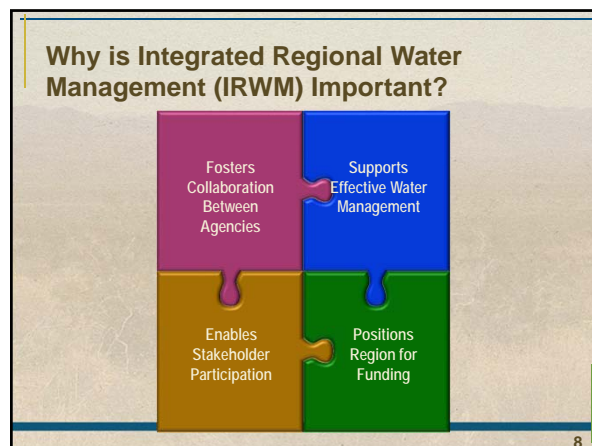 Why is Integrated Regional Water
Management (IRWM) Important?
Fosters
Collaboration
Between
Agencies
Supports
Effective Water
Management
Enables
Stakeholder
Participation
Positions
Region for
Funding
8